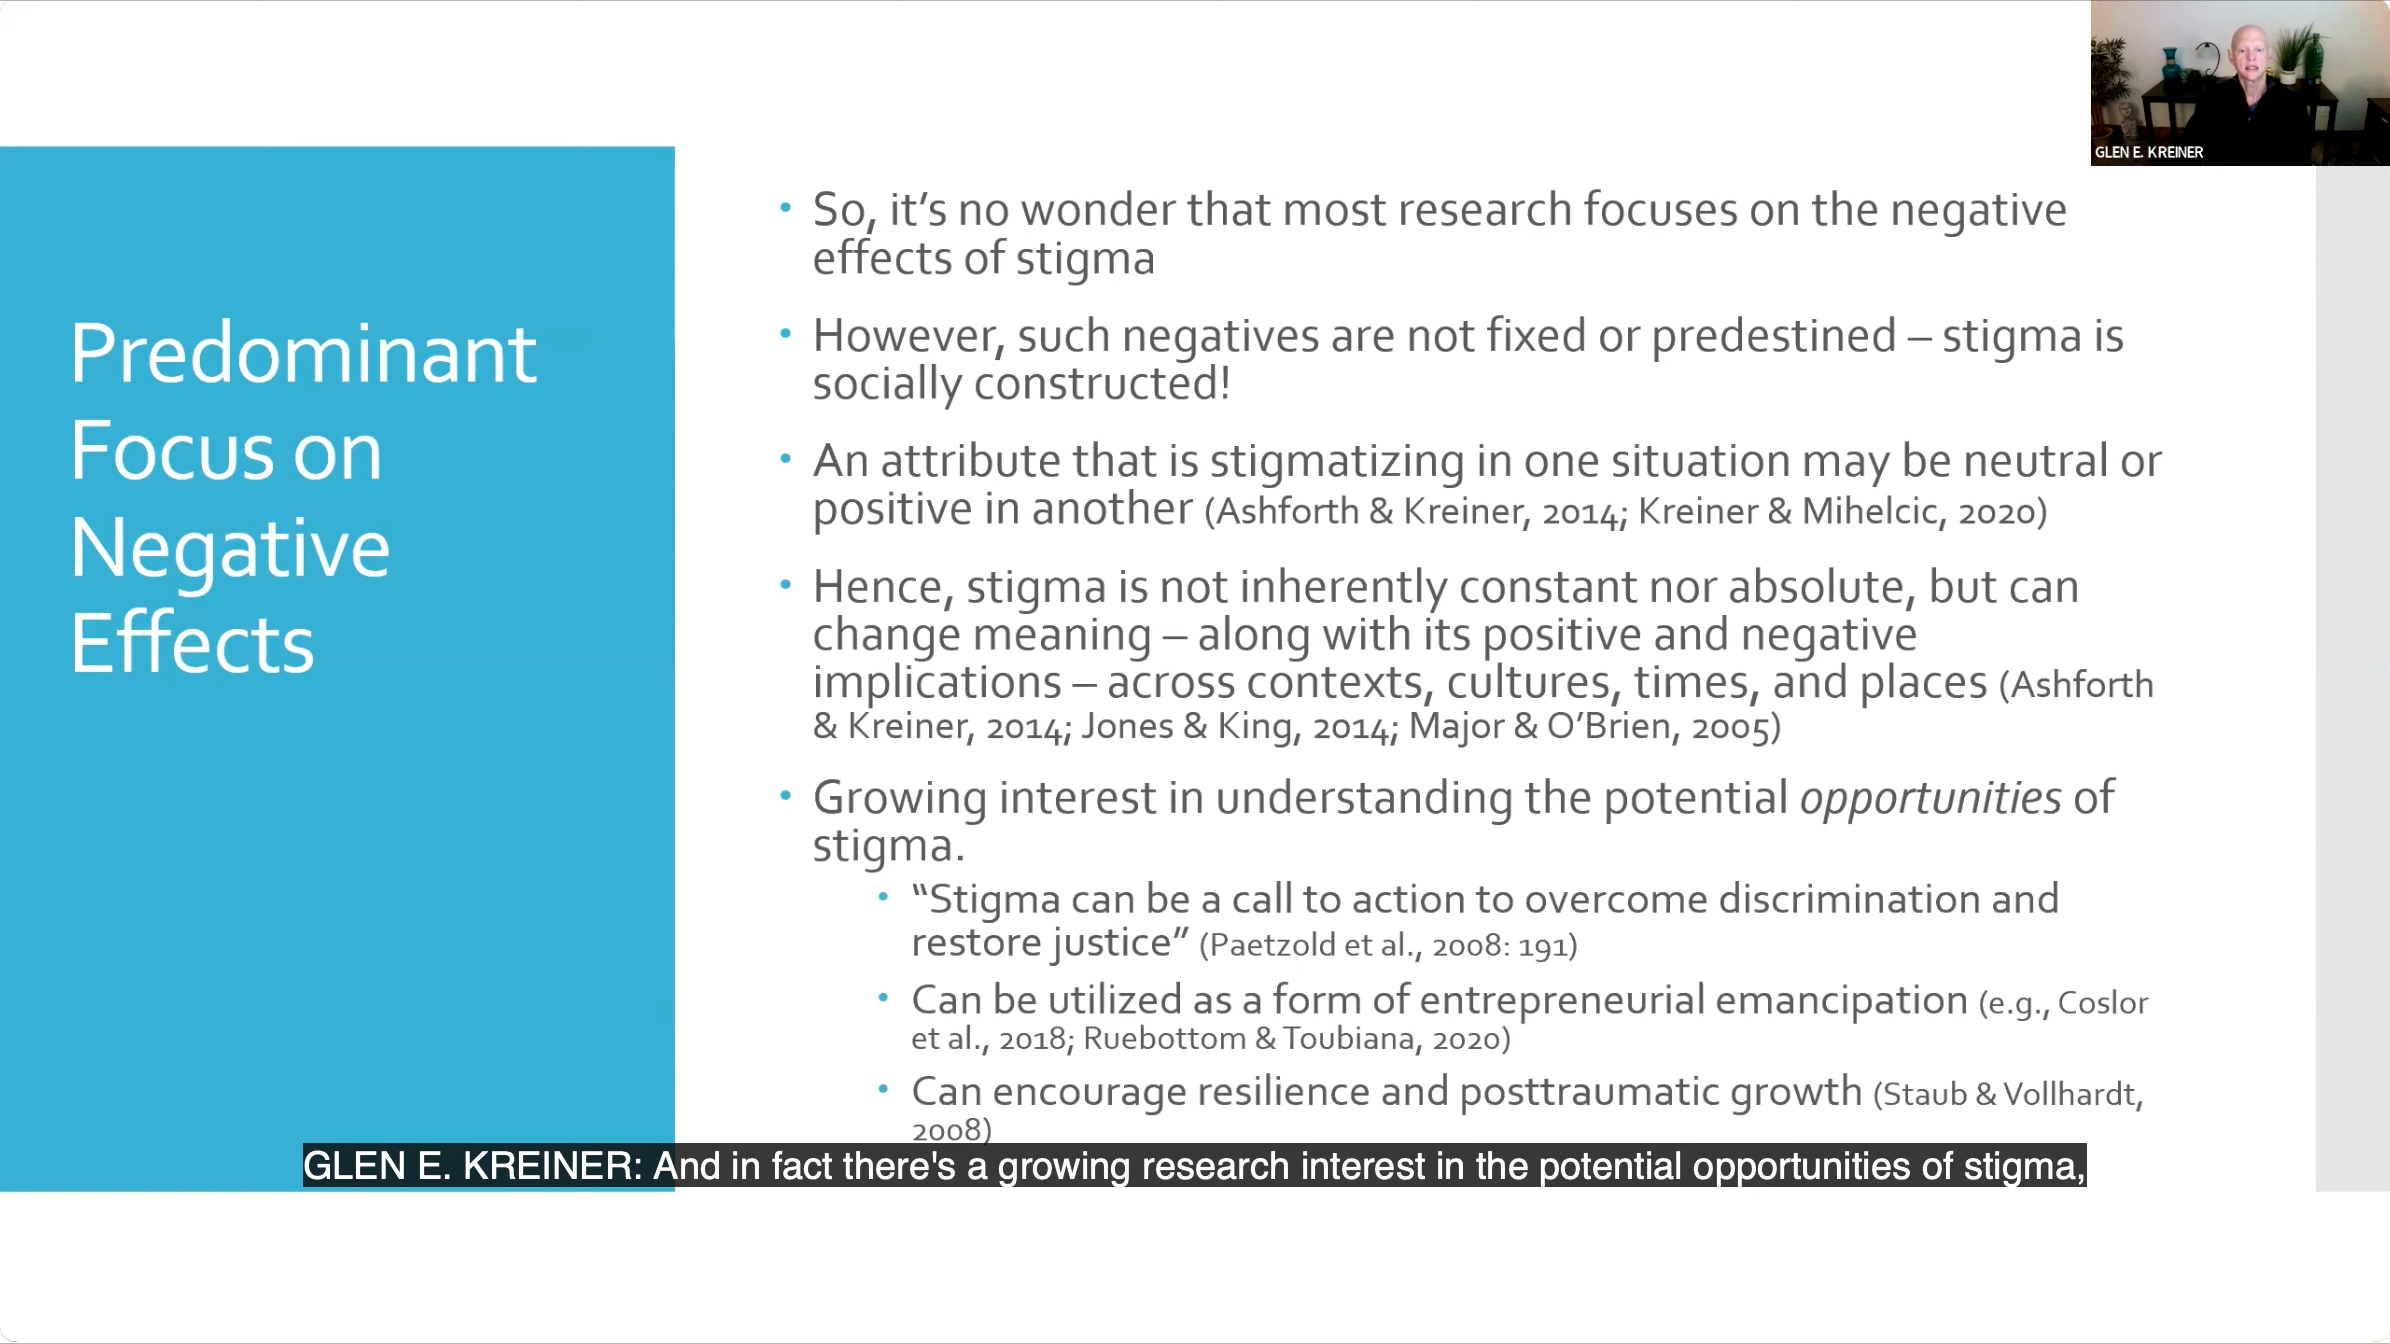 GLEN E. KREINER
Predominant
Focus on
Negative
Effects
• So, it’s no wonder that most research focuses on the negative
effects of stigma
• However, such negatives are not fixed or predestined – stigma is
socially constructed!
• An attribute that is stigmatizing in one situation may be neutral or
positive in another (Ashforth & Kreiner, 2014; Kreiner & Mihelcic, 2020)
• Hence, stigma is not inherently constant nor absolute, but can
change meaning – along with its positive and negative
implications – across contexts, cultures, times, and places (Ashforth
& Kreiner, 2014; Jones & King, 2014; Major & O’Brien, 2005)
• Growing interest in understanding the potential opportunities of
stigma.
• “Stigma can be a call to action to overcome discrimination and
restore justice” (Paetzold et al., 2008: 191)
• Can be utilized as a form of entrepreneurial emancipation (e.g., Coslor
et al., 2018; Ruebottom & Toubiana, 2020)
• Can encourage resilience and posttraumatic growth (Staub & Vollhardt,
2008)
GLEN E. KREINER: And in fact there's a growing research interest in the potential opportunities of stigma,